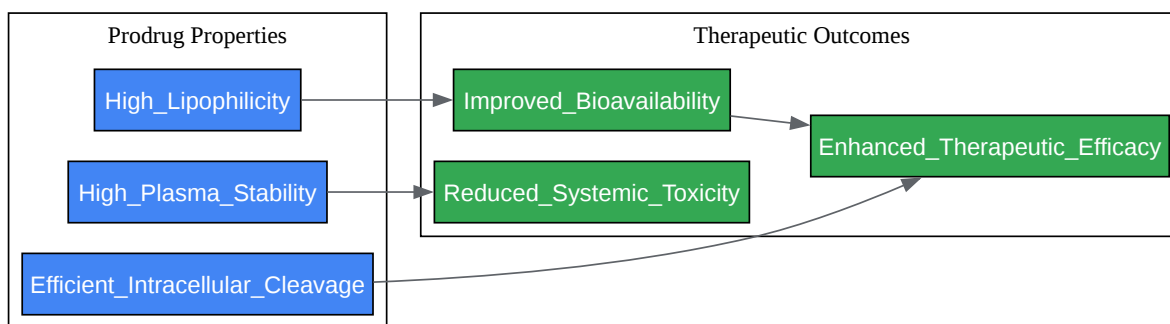 Prodrug Properties
High_Lipophilicity
High_Plasma_Stability
Efficient_Intracellular_Cleavage
Therapeutic Outcomes
Improved_Bioavailability
Reduced_Systemic_Toxicity
Enhanced_Therapeutic_Efficacy